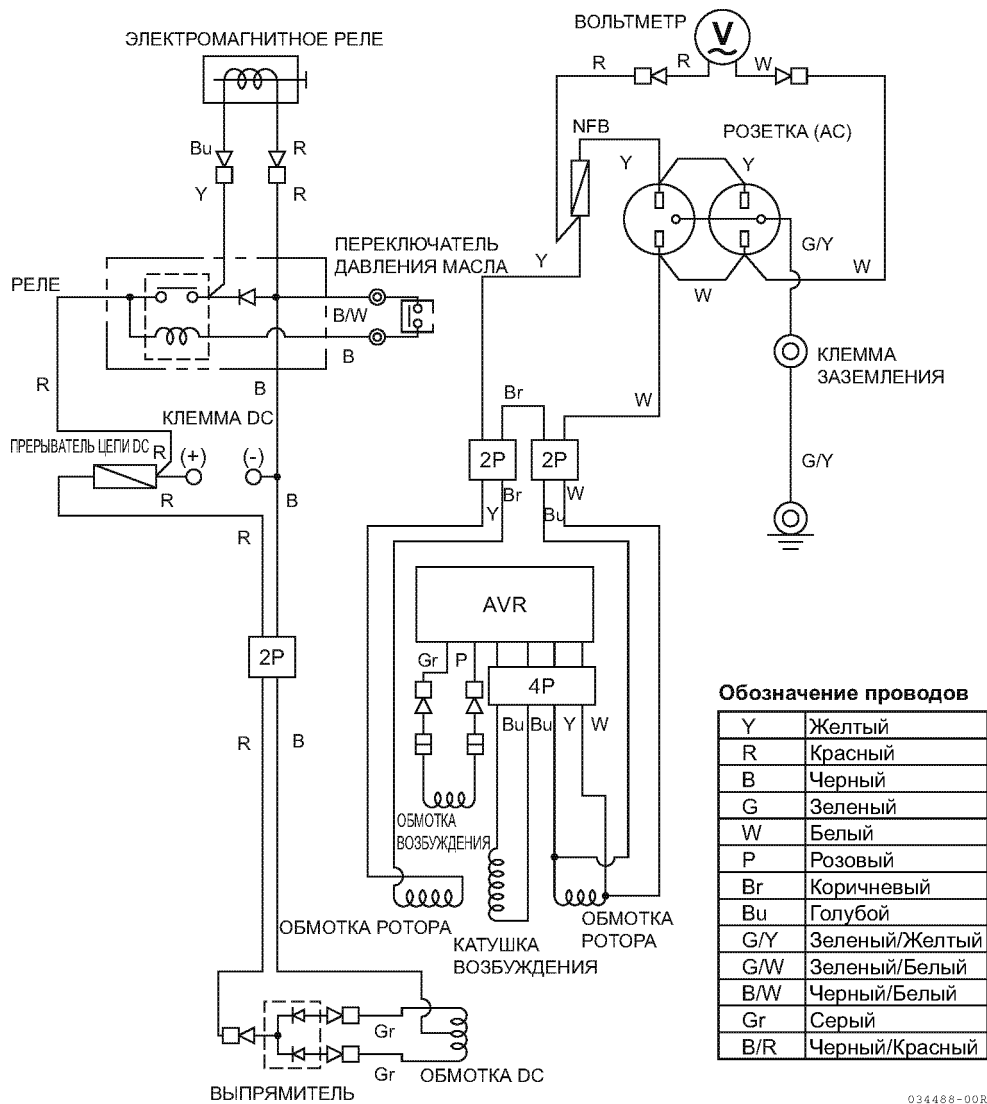 ВОЛЬТМЕТР
V
ЭЛЕКТРОМАГНИТНОЕ РЕЛЕ
R
R
W
NFB
РОЗЕТКА (AC)
Bu
R
Y
Y
Y
R
G/Y
ПЕРЕКЛЮЧАТЕЛЬ
ДАВЛЕНИЯ МАСЛА
Y
W
РЕЛЕ
W
B/W
B
КЛЕММА
ЗАЗЕМЛЕНИЯ
R
B
Br
W
КЛЕММА DC
ПРЕРЫВАТЕЛЬ ЦЕПИ DC
R
(+)
(-)
2P
2P
G/Y
R
B
Br
W
Y
Bu
R
AVR
2P
Gr
P
4P
R
B
Bu
Bu
Y
W
Обозначение проводов
Y Желтый
R Красный
B Черный
G Зеленый
W Белый
P Розовый
Br Коричневый
Bu Голубой
G/Y Зеленый/Желтый
G/W Зеленый/Белый
B/W Черный/Белый
Gr Серый
B/R Черный/Красный
ОБМОТКА
ВОЗБУЖДЕНИЯ
ОБМОТКА РОТОРА
КАТУШКА
ВОЗБУЖДЕНИЯ
ОБМОТКА
РОТОРА
Gr
Gr
ОБМОТКА DC
ВЫПРЯМИТЕЛЬ
034488-00R